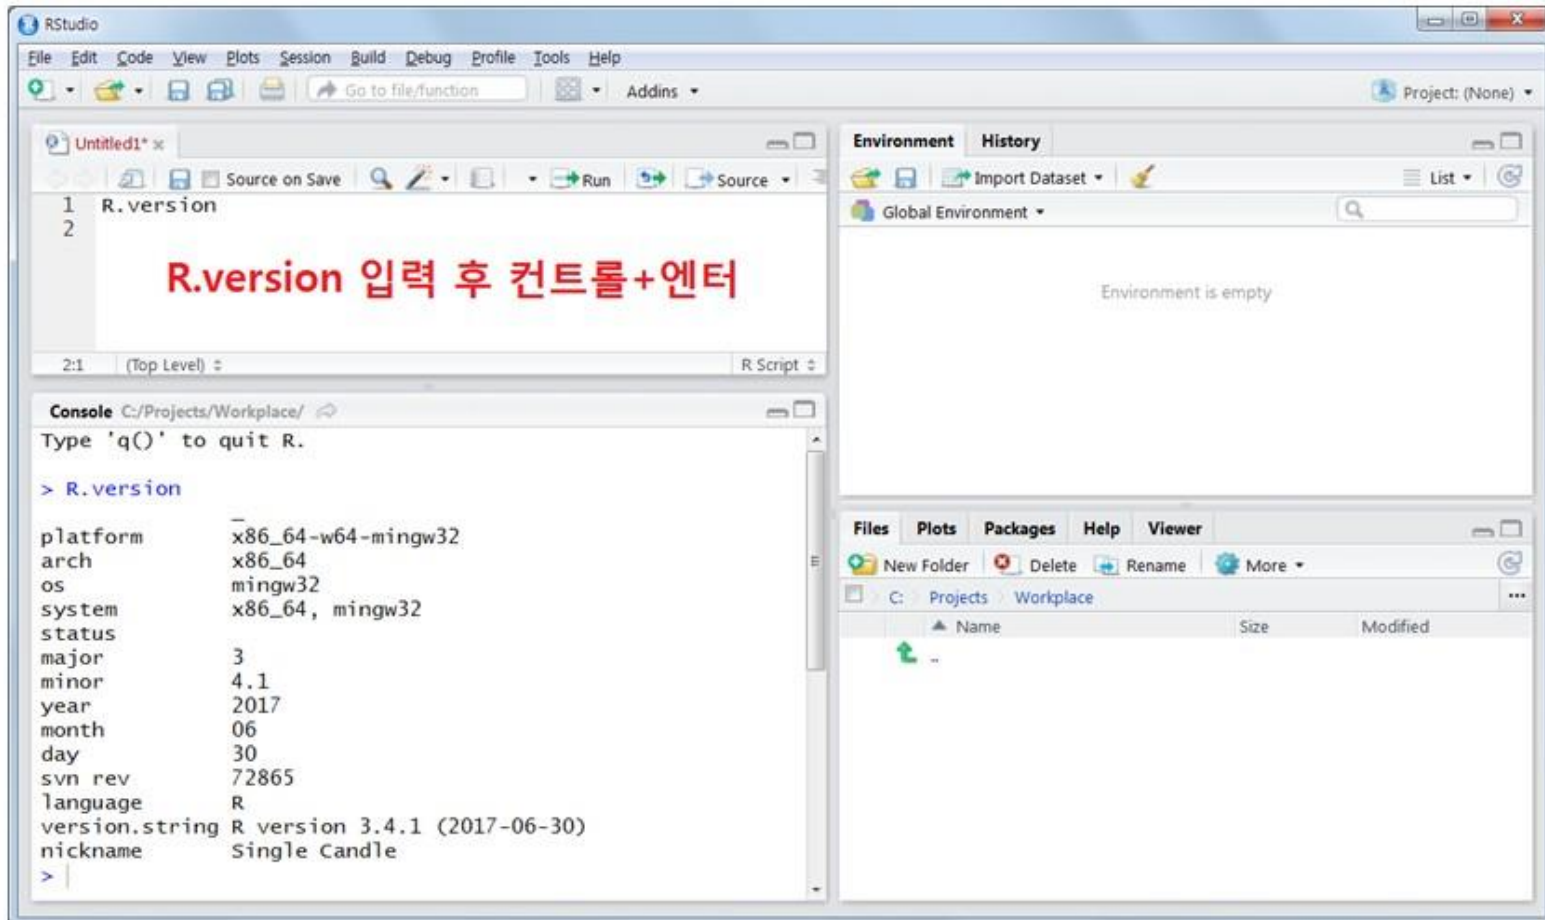 RStudio
File Edit Code View Plots Session Build Debug Profile Tools Help
Go to file/function Addins Project: (None)
Untitled1*
Source on Save Run Source
1 R.version
2
R.version 입력 후 컨트롤+엔터
2:1 (Top Level) R Script
Console C:/Projects/Workplace/
Type 'q()' to quit R.
> R.version
_
platform x86_64-w64-mingw32
arch x86_64
os mingw32
system x86_64, mingw32
status
major 3
minor 4.1
year 2017
month 06
day 30
svn rev 72865
language R
version.string R version 3.4.1 (2017-06-30)
nickname Single Candle
>
Environment History
Import Dataset List
Global Environment
Environment is empty
Files Plots Packages Help Viewer
New Folder Delete Rename More
C: Projects Workplace
Name Size Modified
..